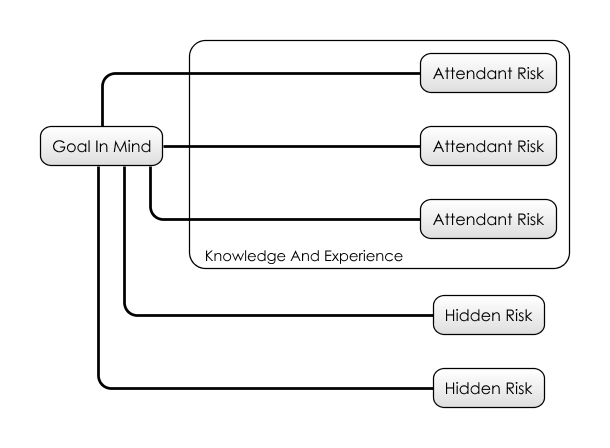 Attendant Risk
Goal In Mind
Attendant Risk
Attendant Risk
Knowledge And Experience
Hidden Risk
Hidden Risk